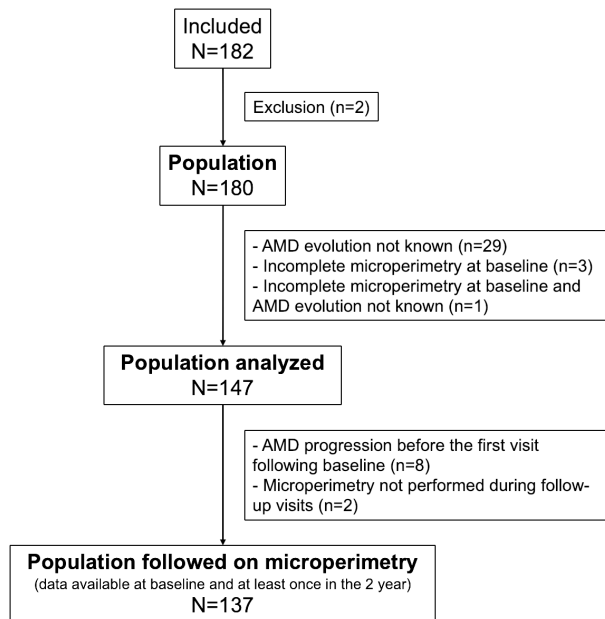 Included
N=182
Exclusion (n=2)
Population
N=180
- AMD evolution not known (n=29)
- Incomplete microperimetry at baseline (n=3)
- Incomplete microperimetry at baseline and
AMD evolution not known (n=1)
Population analyzed
N=147
- AMD progression before the first visit
following baseline (n=8)
- Microperimetry not performed during follow-
up visits (n=2)
Population followed on microperimetry
(data available at baseline and at least once in the 2 year)
N=137